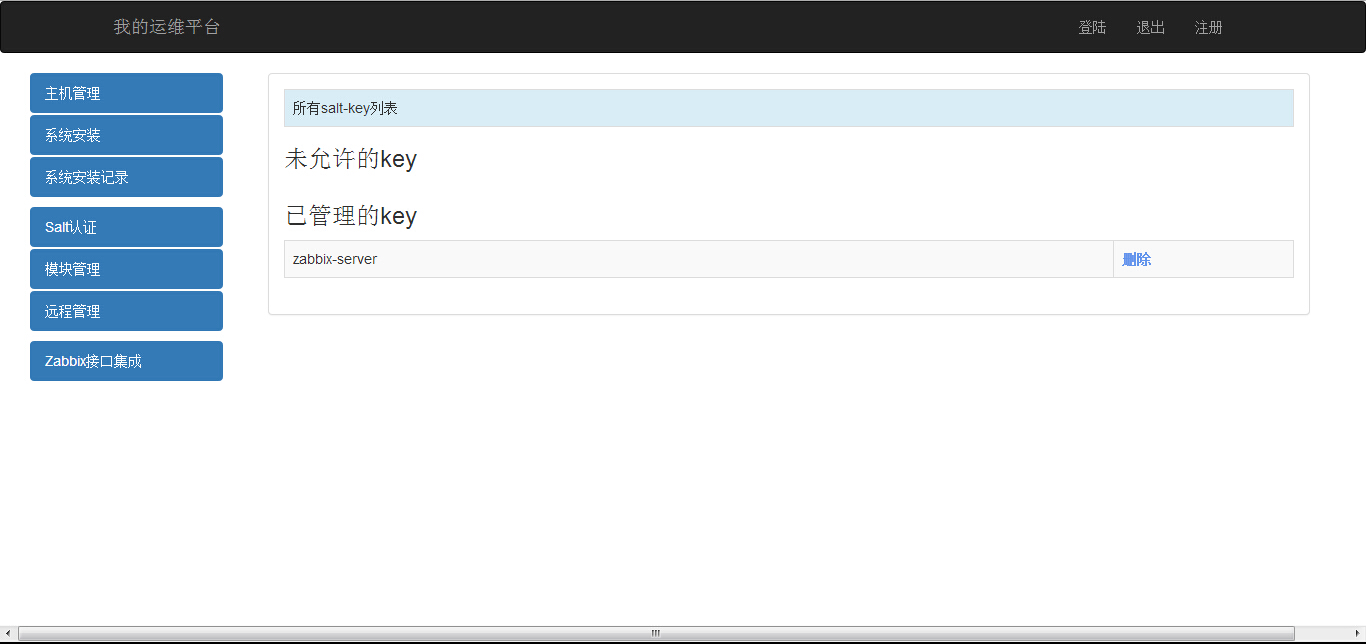 我的运维平台 登陆 退出 注册
主机管理
系统安装
系统安装记录
Salt认证
模块管理
远程管理
Zabbix接口集成
所有salt-key列表
未允许的key
已管理的key
zabbix-server 删除